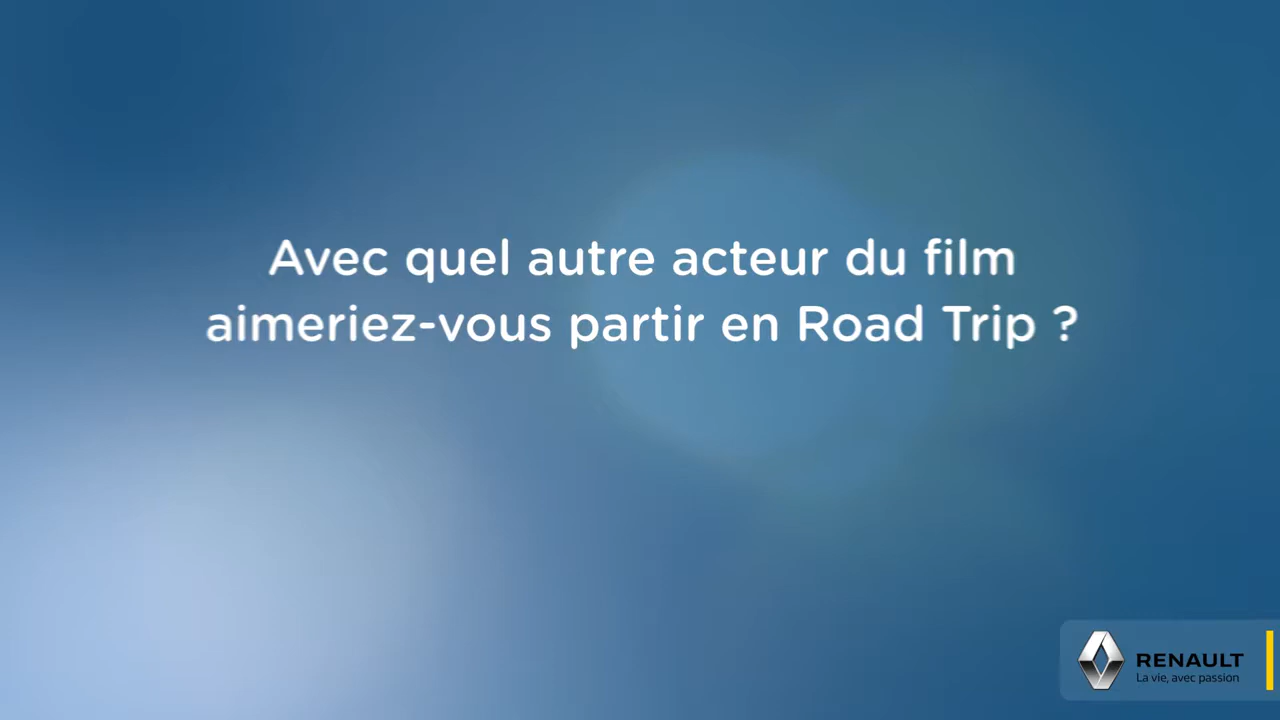 Avec quel autre acteur du film
aimeriez-vous partir en Road Trip ?
RENAULT
La vie, avec passion